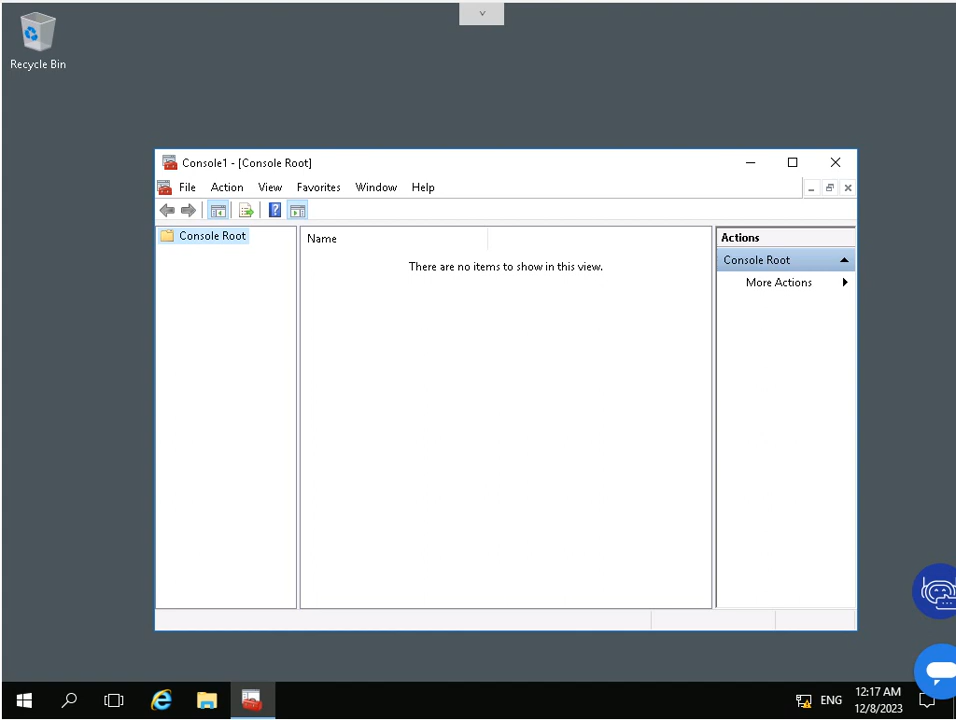 Recycle Bin
Console1 - [Console Root]
File Action View Favorites Window Help
Console Root
Name
There are no items to show in this view.
Actions
Console Root
More Actions
ENG
12:17 AM
12/8/2023